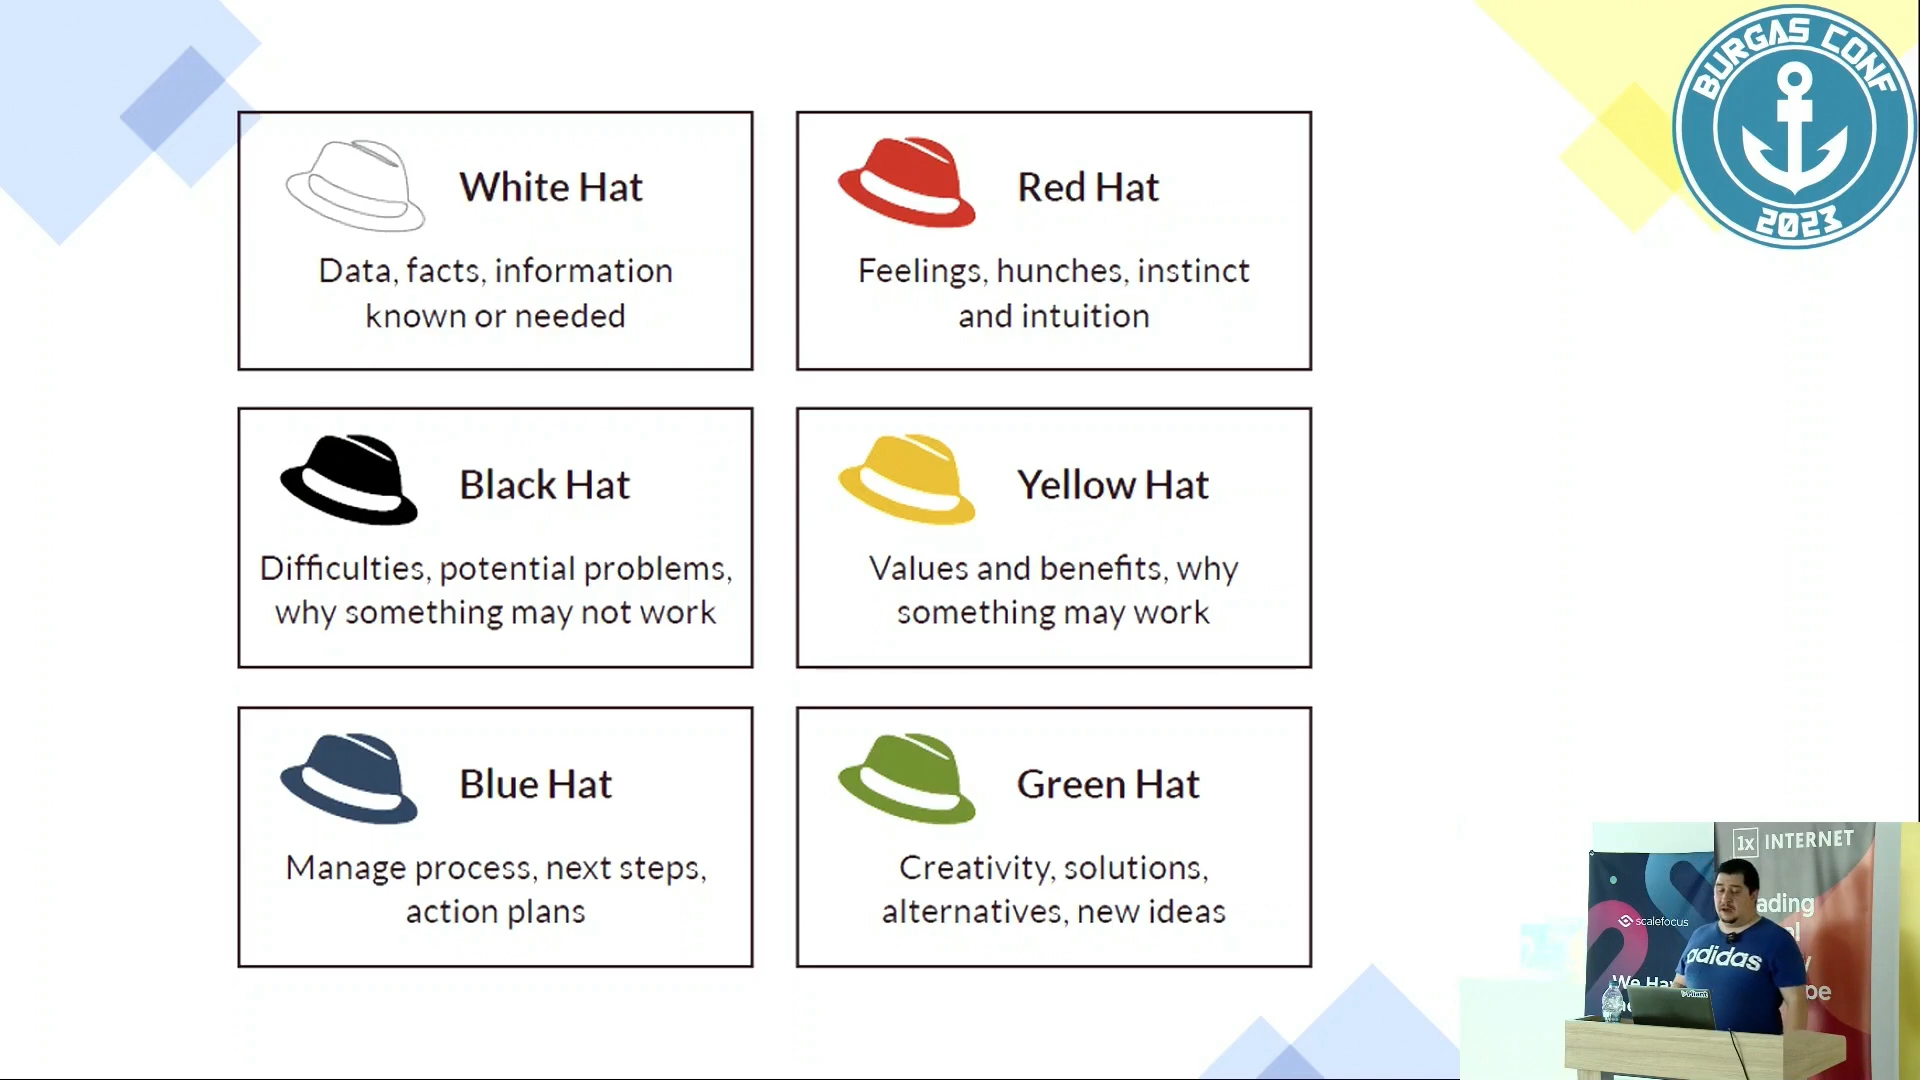 White Hat
Data, facts, information
known or needed
Red Hat
Feelings, hunches, instinct
and intuition
Black Hat
Difficulties, potential problems,
why something may not work
Yellow Hat
Values and benefits, why
something may work
Blue Hat
Manage process, next steps,
action plans
Green Hat
Creativity, solutions,
alternatives, new ideas
BURGAS CONF
2023
1x INTERNET
scalefocus
adidas
We Ha